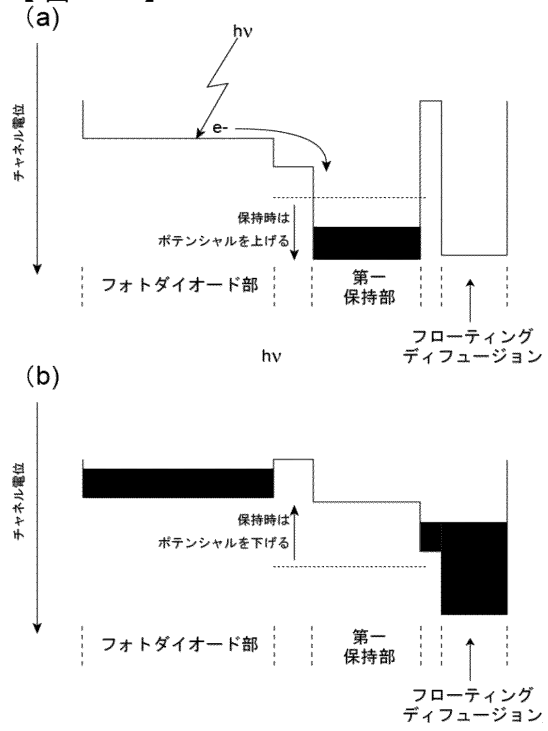 (a)
hν
チャネル電位
e-
保持時は
ポテンシャルを上げる
フォトダイオード部
第一
保持部
フローティング
ディフュージョン
(b)
hν
チャネル電位
保持時は
ポテンシャルを下げる
フォトダイオード部
第一
保持部
フローティング
ディフュージョン